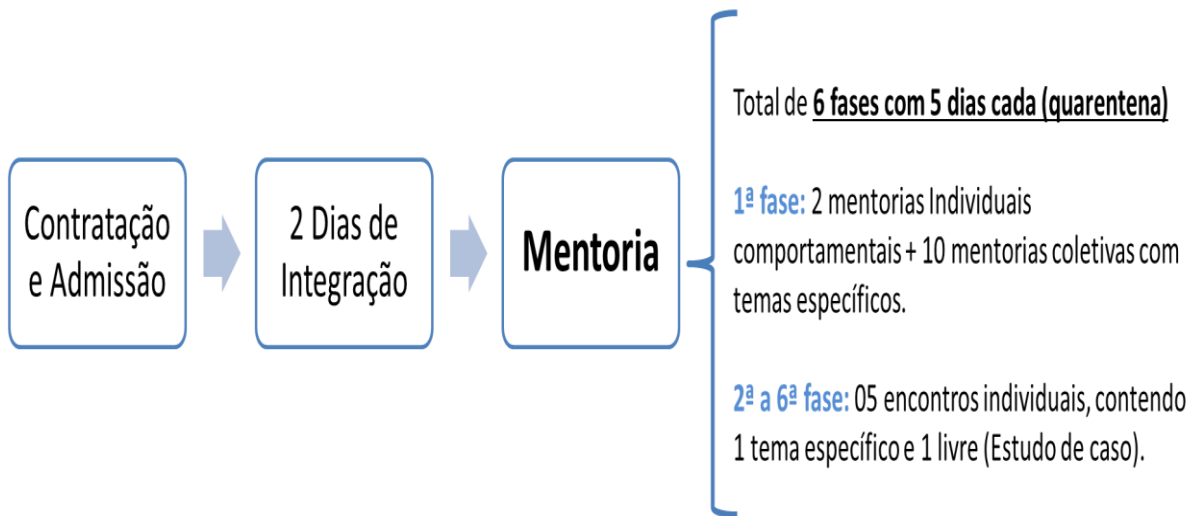 Contratação
e Admissão
2 Dias de
Integração
Mentoria
Total de 6 fases com 5 dias cada (quarentena)
1ª fase: 2 mentorias Individuais
comportamentais + 10 mentorias coletivas com
temas específicos.
2ª a 6ª fase: 05 encontros individuais, contendo
1 tema específico e 1 livre (Estudo de caso).